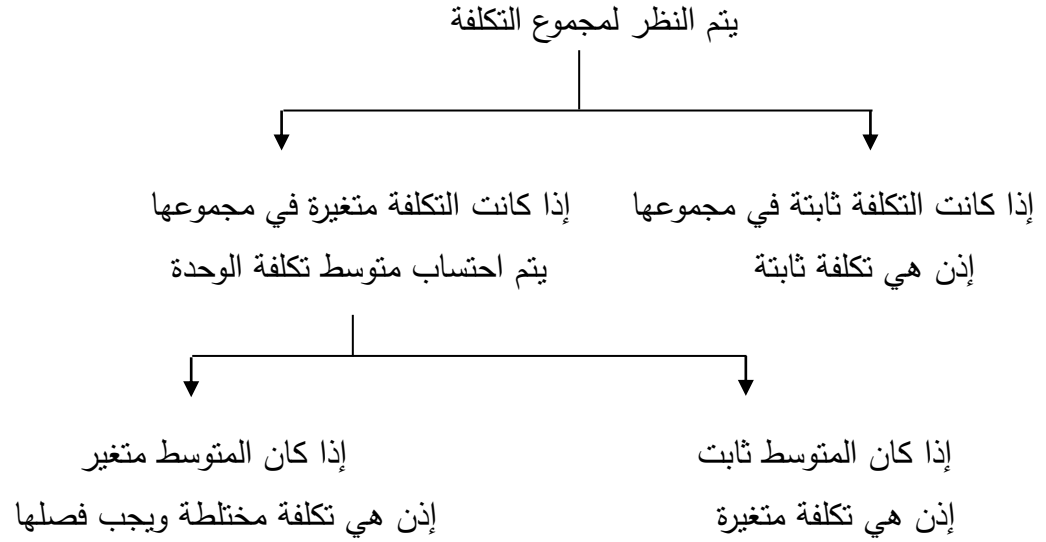 يتم النظر لمجموع التكلفة
إذا كانت التكلفة ثابتة في مجموعها
إذن هي تكلفة ثابتة
إذا كانت التكلفة متغيرة في مجموعها
يتم احتساب متوسط تكلفة الوحدة
إذا كان المتوسط ثابت
إذن هي تكلفة متغيرة
إذا كان المتوسط متغير
إذن هي تكلفة مختلطة ويجب فصلها